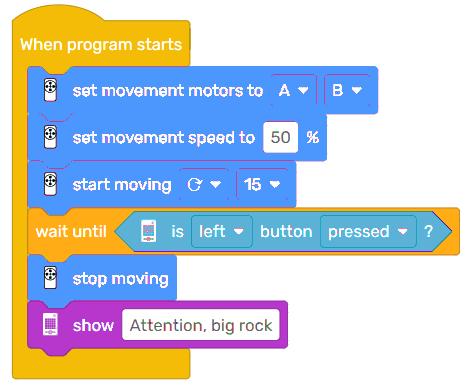 When program starts
set movement motors to A B
set movement speed to 50 %
start moving 15
wait until is left button pressed ?
stop moving
show Attention, big rock